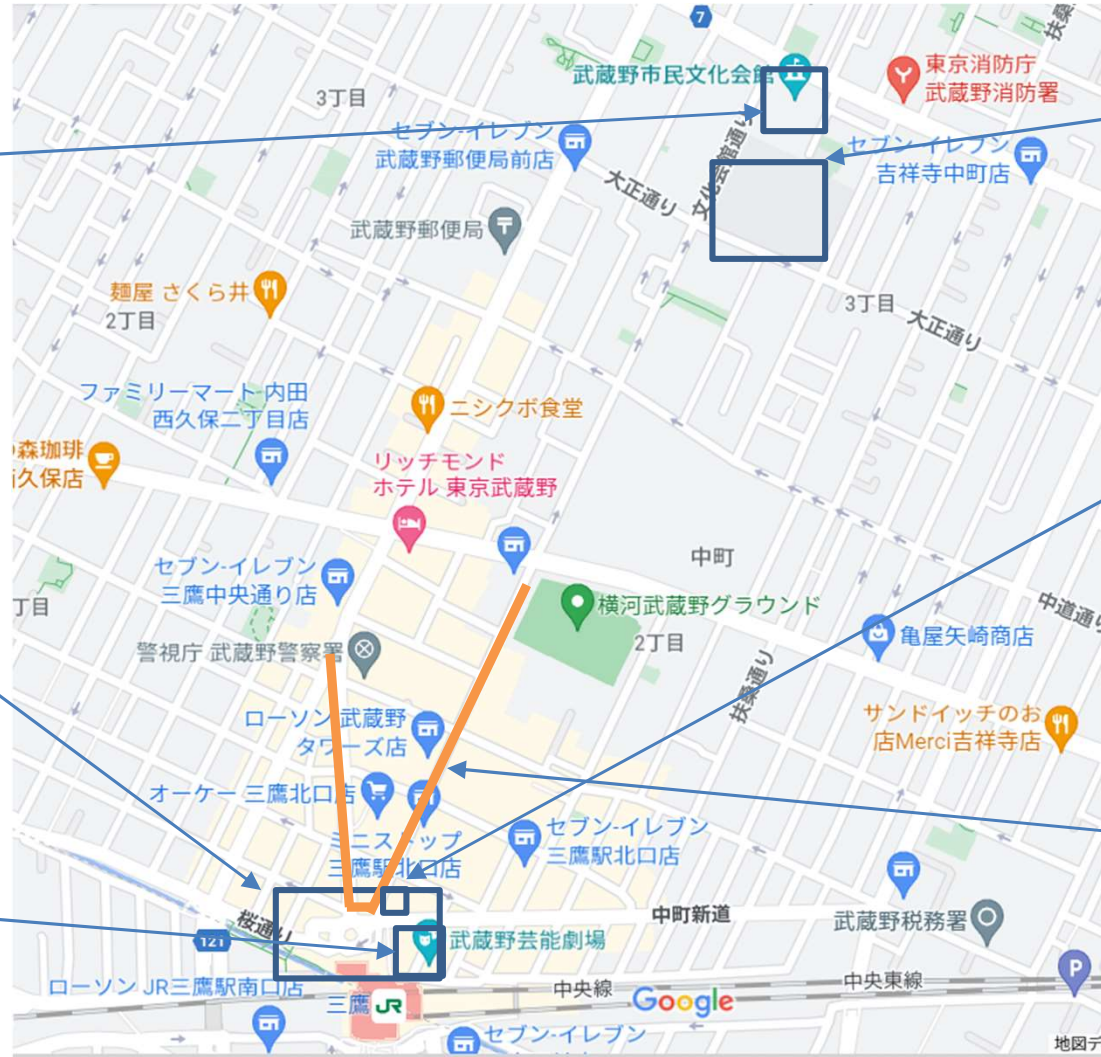 7
武蔵野市民文化会館
東京消防庁
武蔵野消防署
扶桑
3丁目
セブン-イレブン
武蔵野郵便局前店
文化会館通り
セブン-イレブン
吉祥寺中町店
大正通り
武蔵野郵便局
麺屋 さくら井
2丁目
3丁目
大正通り
ファミリーマート 内田
西久保二丁目店
ニシクボ食堂
森珈琲
久保店
リッチモンド
ホテル 東京武蔵野
中町
セブン-イレブン
三鷹中央通り店
横河武蔵野グラウンド
中道通り
丁目
2丁目
亀屋矢崎商店
警視庁 武蔵野警察署
扶桑通り
ローソン 武蔵野
タワーズ店
サンドイッチのお
店Merci吉祥寺店
オーケー 三鷹北口店
ミニストップ
三鷹駅北口店
セブン-イレブン
三鷹駅北口店
桜通り
中町新道
武蔵野税務署
121
武蔵野芸能劇場
ローソン JR三鷹駅南口店
三鷹 JR
中央線
Google
中央東線
P
セブン-イレブン
地図デ